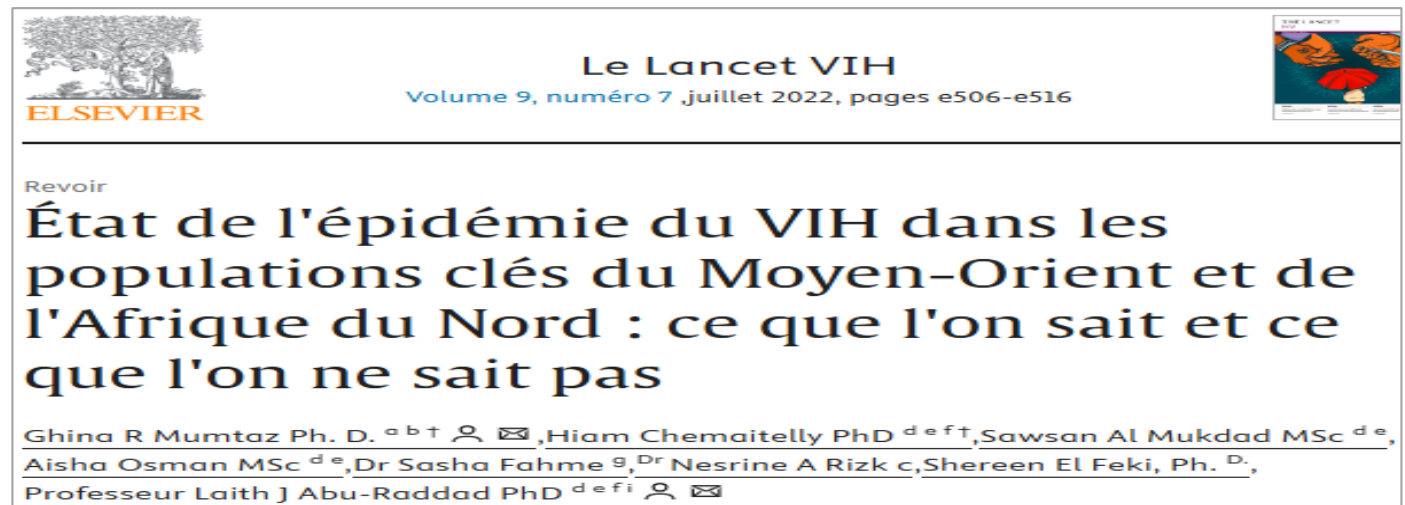 ELSEVIER
Le Lancet VIH
Volume 9, numéro 7 ,juillet 2022, pages e506-e516
THE LANCET
Revoir
État de l'épidémie du VIH dans les
populations clés du Moyen-Orient et de
l'Afrique du Nord : ce que l'on sait et ce
que l'on ne sait pas
Ghina R Mumtaz Ph. D. a b † ,Hiam Chemaitelly PhD d e f †,Sawsan Al Mukdad MSc d e,
Aisha Osman MSc d e,Dr Sasha Fahme g,Dr Nesrine A Rizk c,Shereen El Feki, Ph. D.,
Professeur Laith J Abu-Raddad PhD d e f i